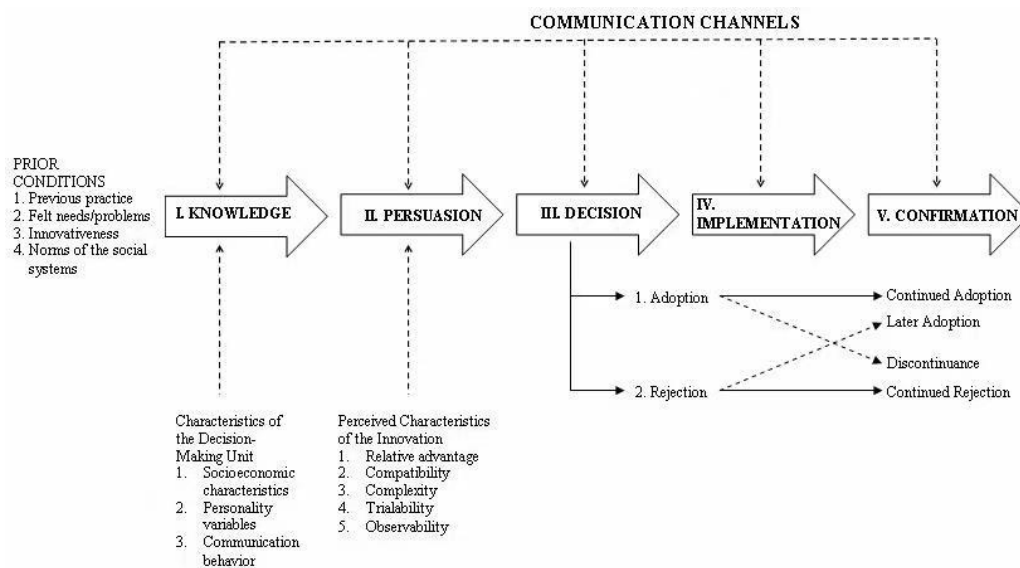 COMMUNICATION CHANNELS
PRIOR
CONDITIONS
1. Previous practice
2. Felt needs/problems
3. Innovativeness
4. Norms of the social
systems
I. KNOWLEDGE
II. PERSUASION
III. DECISION
IV.
IMPLEMENTATION
V. CONFIRMATION
1. Adoption
Continued Adoption
Later Adoption
Discontinuance
2. Rejection
Continued Rejection
Characteristics of
the Decision-
Making Unit
1. Socioeconomic
characteristics
2. Personality
variables
3. Communication
behavior
Perceived Characteristics
of the Innovation
1. Relative advantage
2. Compatibility
3. Complexity
4. Trialability
5. Observability